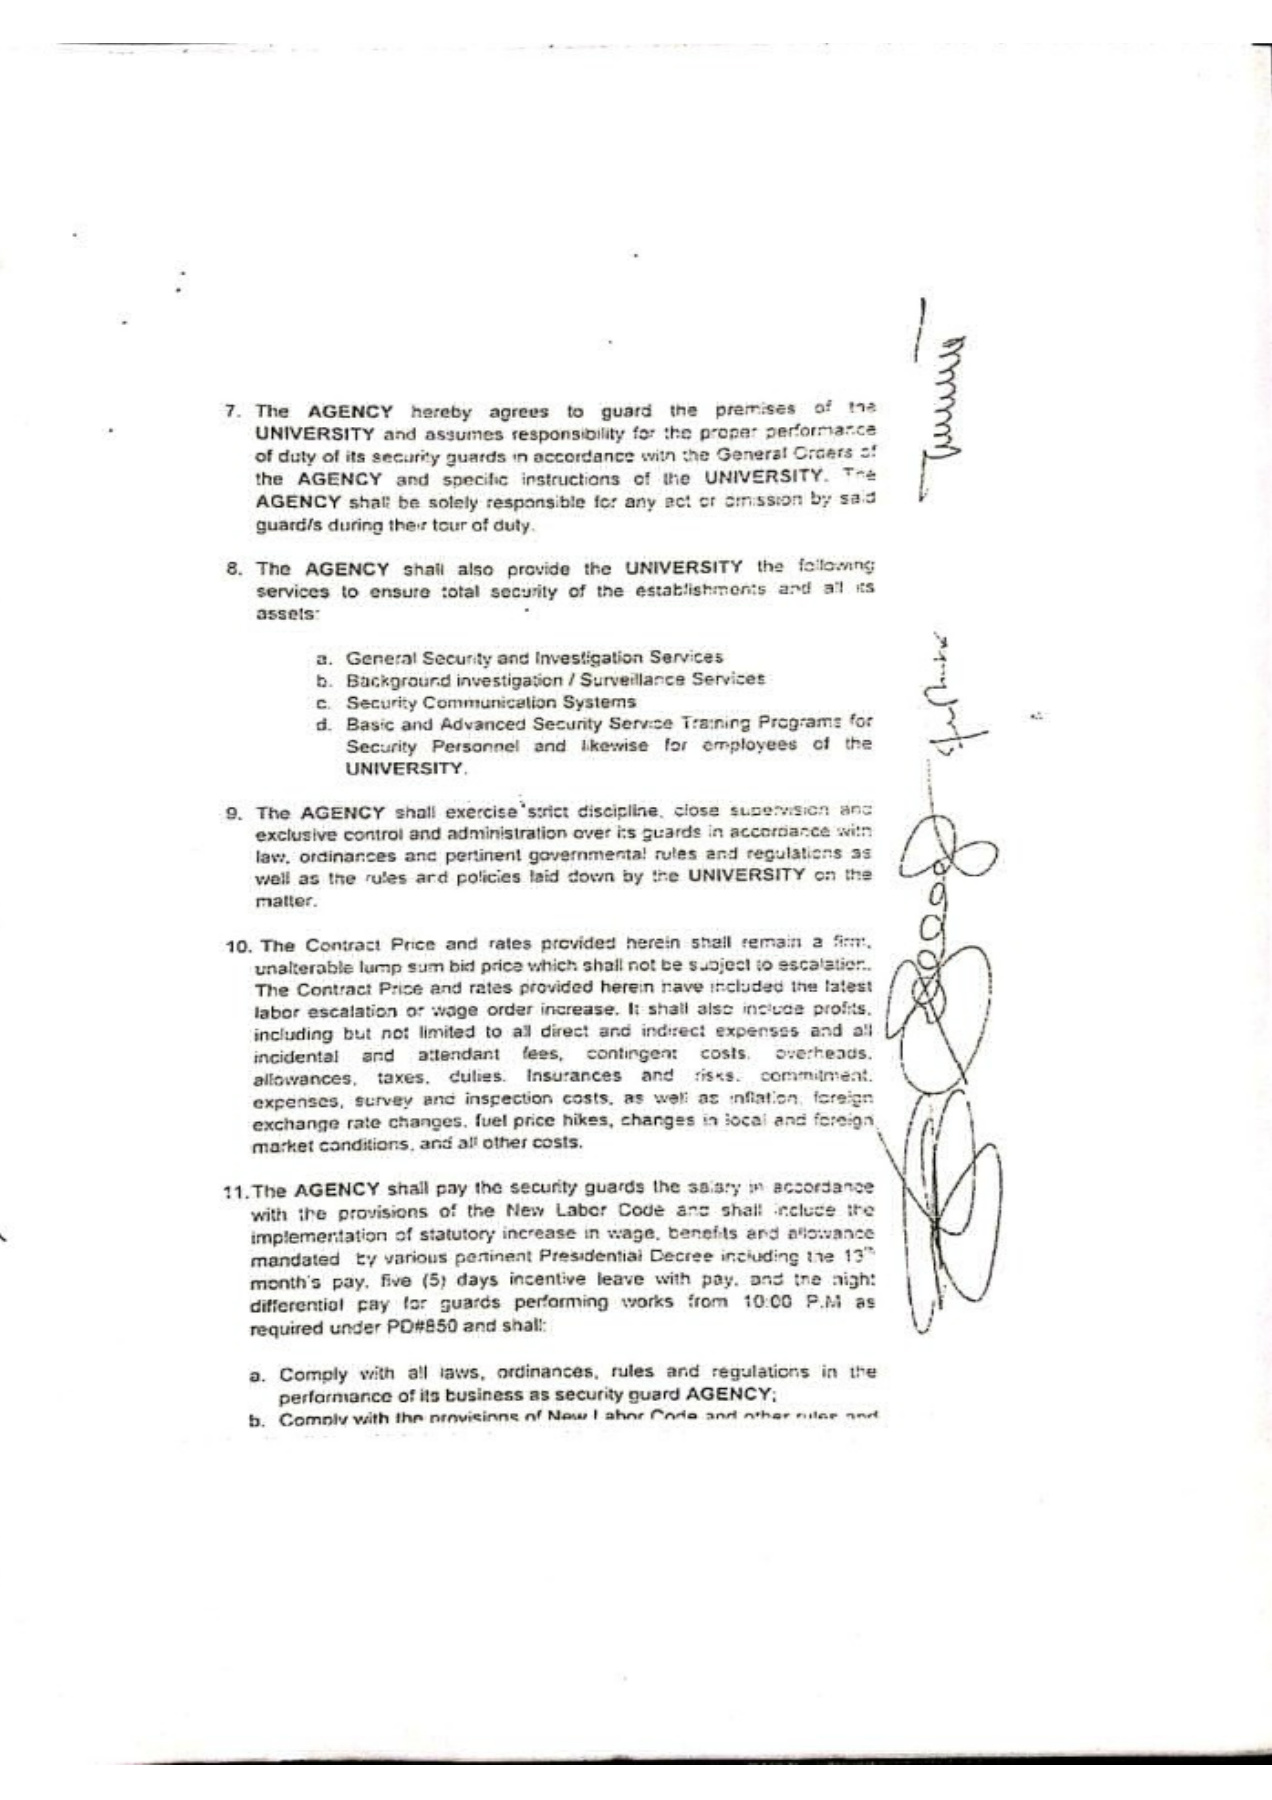 7. The AGENCY hereby agrees to guard the premises of the
UNIVERSITY and assumes responsibility for the proper performance
of duty of its security guards in accordance with the General Orders of
the AGENCY and specific instructions of the UNIVERSITY. The
AGENCY shall be solely responsible for any act or omission by said
guard/s during their tour of duty.
8. The AGENCY shall also provide the UNIVERSITY the following
services to ensure total security of the establishments and all its
assets:
a. General Security and Investigation Services
b. Background investigation / Surveillance Services
c. Security Communication Systems
d. Basic and Advanced Security Service Training Programs for
Security Personnel and likewise for employees of the
UNIVERSITY.
9. The AGENCY shall exercise strict discipline, close supervision and
exclusive control and administration over its guards in accordance with
law, ordinances and pertinent governmental rules and regulations as
well as the rules and policies laid down by the UNIVERSITY on the
matter.
10. The Contract Price and rates provided herein shall remain a firm,
unalterable lump sum bid price which shall not be subject to escalation.
The Contract Price and rates provided herein have included the latest
labor escalation or wage order increase. It shall also include profits,
including but not limited to all direct and indirect expenses and all
incidental and attendant fees, contingent costs, overheads,
allowances, taxes, duties. Insurances and risks, commitment,
expenses, survey and inspection costs, as well as inflation, foreign
exchange rate changes, fuel price hikes, changes in local and foreign
market conditions, and all other costs.
11. The AGENCY shall pay the security guards the salary in accordance
with the provisions of the New Labor Code and shall include the
implementation of statutory increase in wage, benefits and allowance
mandated by various pertinent Presidential Decree including the 13th
month's pay, five (5) days incentive leave with pay, and the night
differential pay for guards performing works from 10:00 P.M as
required under PD#850 and shall:
a. Comply with all laws, ordinances, rules and regulations in the
performance of its business as security guard AGENCY;
b. Comply with the provisions of New Labor Code and other rules and